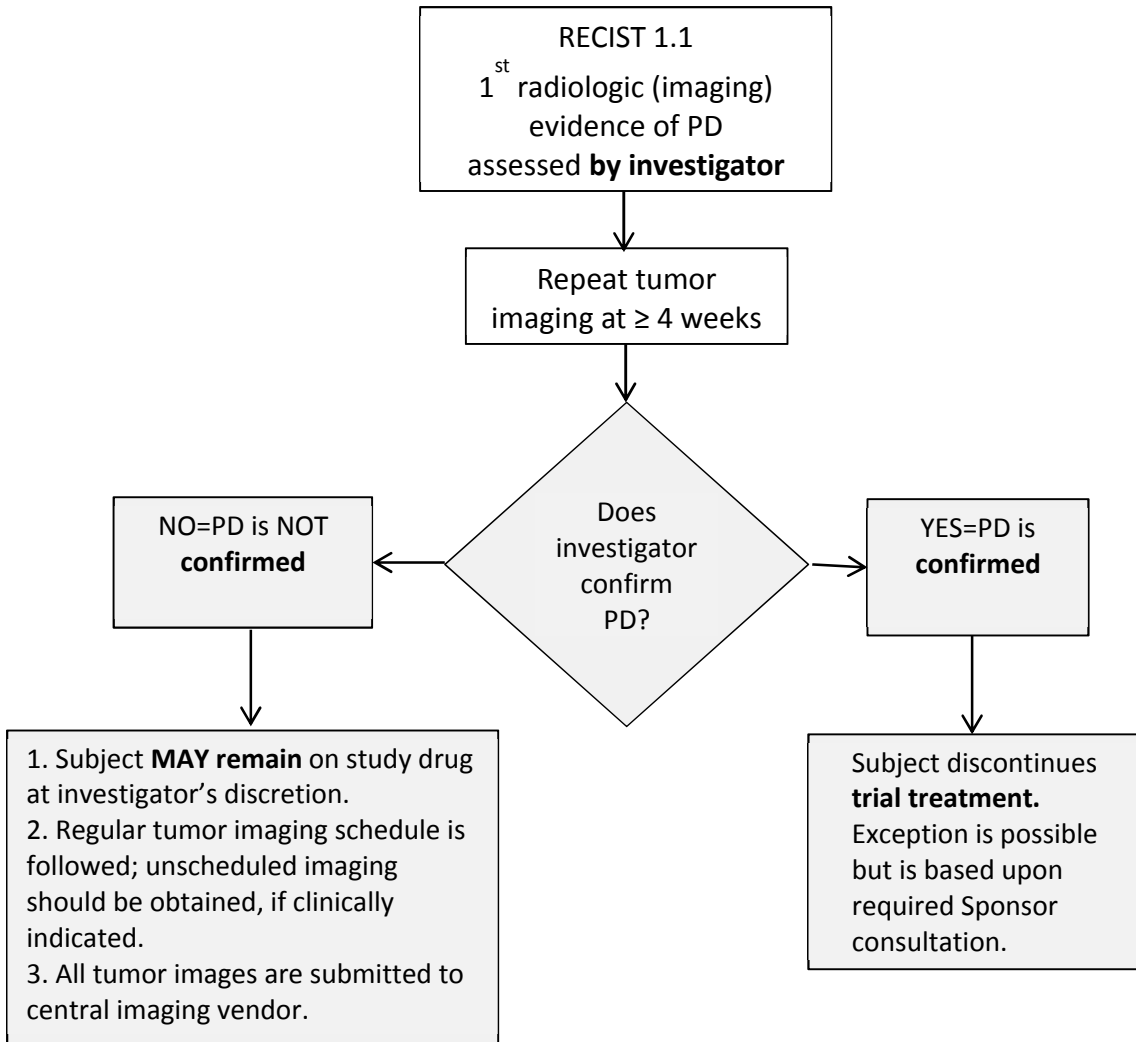 RECIST 1.1
1st radiologic (imaging)
evidence of PD
assessed by investigator
Repeat tumor
imaging at ≥ 4 weeks
Does
investigator
confirm
PD?
NO=PD is NOT
confirmed
YES=PD is
confirmed
1. Subject MAY remain on study drug
at investigator’s discretion.
2. Regular tumor imaging schedule is
followed; unscheduled imaging
should be obtained, if clinically
indicated.
3. All tumor images are submitted to
central imaging vendor.
Subject discontinues
trial treatment.
Exception is possible
but is based upon
required Sponsor
consultation.